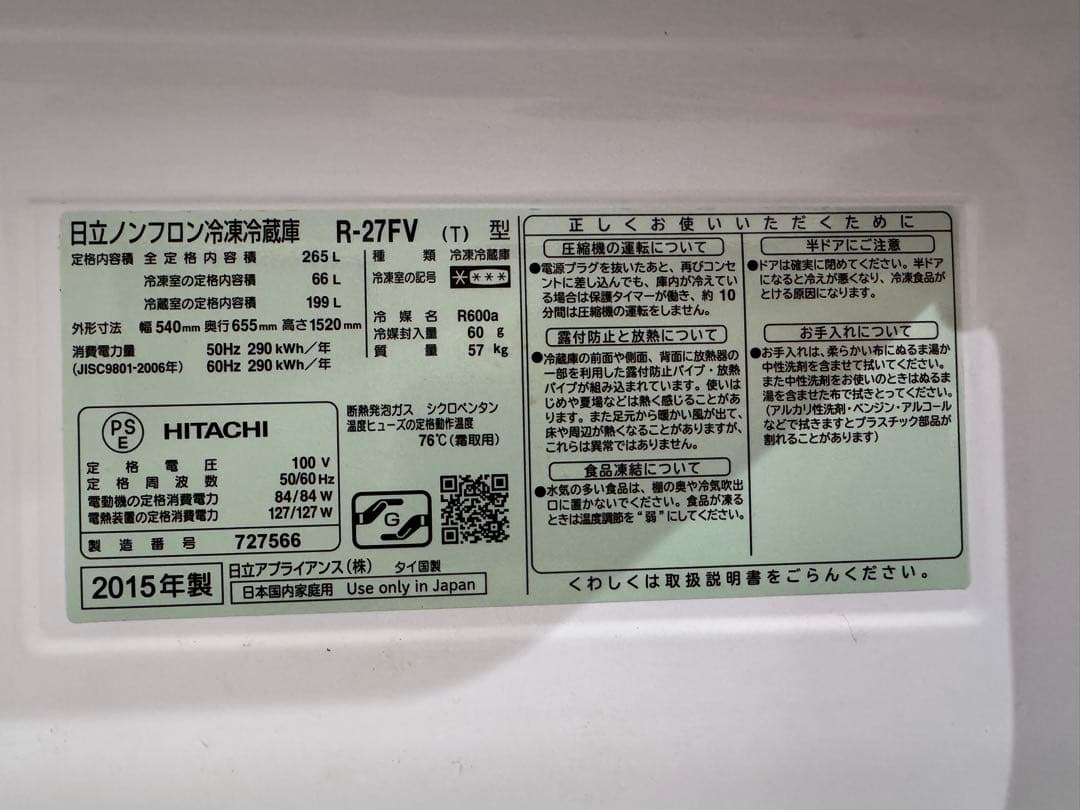 日立ノンフロン冷凍冷蔵庫 R-27FV (T) 型
定格内容積 全定格内容積 265 L
冷凍室の定格内容積 66 L
冷蔵室の定格内容積 199 L
外形寸法 幅540mm 奥行655mm 高さ1520mm
消費電力量 50Hz 290 kWh/年
(JISC9801-2006年) 60Hz 290 kWh/年
種類 冷凍冷蔵庫
冷凍室の記号 ****
冷媒名 R600a
冷媒封入量 60 g
質量 57 kg
PS
E
HITACHI
定格電圧 100 V
定格周波数 50/60 Hz
電動機の定格消費電力 84/84 W
電熱装置の定格消費電力 127/127 W
製造番号 727566
断熱発泡ガス シクロペンタン
温度ヒューズの定格動作温度
76℃(霜取用)
G
2015年製
日立アプライアンス(株) タイ国製
日本国内家庭用 Use only in Japan
正しくお使いいただくために
圧縮機の運転について
●電源プラグを抜いたあと、再びコンセ
ントに差し込んでも、庫内が冷えてい
る場合は保護タイマーが働き、約10
分間は圧縮機の運転をしません。
露付防止と放熱について
●冷蔵庫の前面や側面、背面に放熱器の
一部を利用した露付防止パイプ・放熱
パイプが組み込まれています。使いは
じめや夏場などは熱く感じることがあ
ります。また足元から暖かい風が出て、
床や周辺が熱くなることがありますが、
これらは異常ではありません。
食品凍結について
●水気の多い食品は、棚の奥や冷気吹出
口に置かないでください。食品が凍る
ときは温度調節を“弱”にしてください。
半ドアにご注意
●ドアは確実に閉めてください。半ドア
になると冷えが悪くなり、冷凍食品が
とける原因になります。
お手入れについて
●お手入れは、柔らかい布にぬるま湯か
中性洗剤を含ませて拭いてください。
また中性洗剤をお使いのときはぬるま
湯を含ませた布で拭きとってください。
(アルカリ性洗剤・ベンジン・アルコール
などで拭きますとプラスチック部品が
割れることがあります)
くわしくは取扱説明書をごらんください。